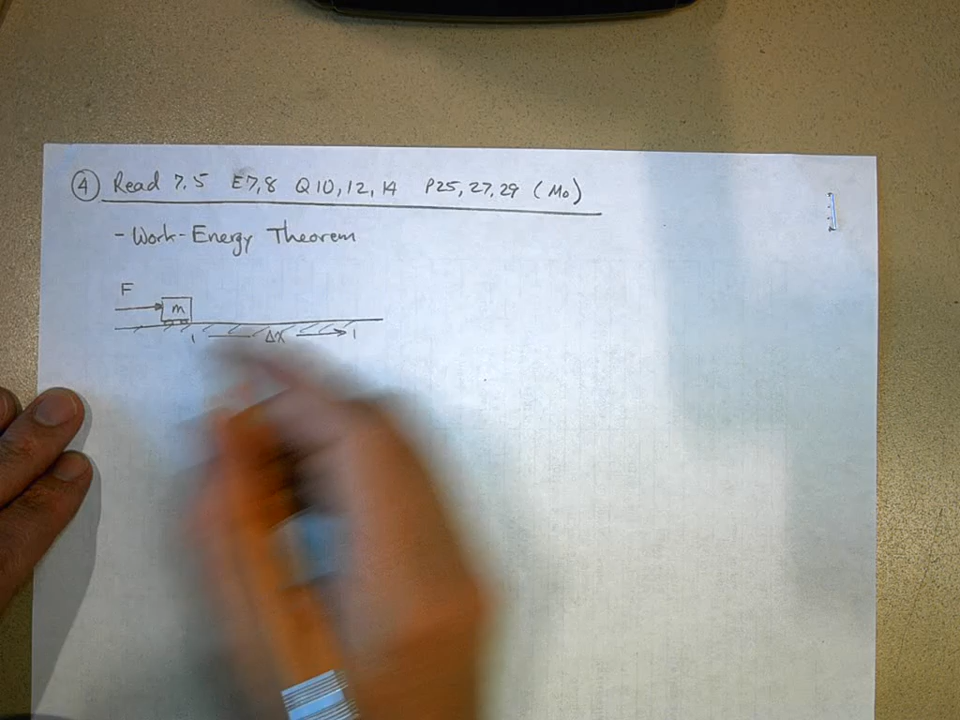 ④ Read 7.5 E7,8 Q10,12,14 P25,27,29 (Mo)
- Work-Energy Theorem
F
m
Δx